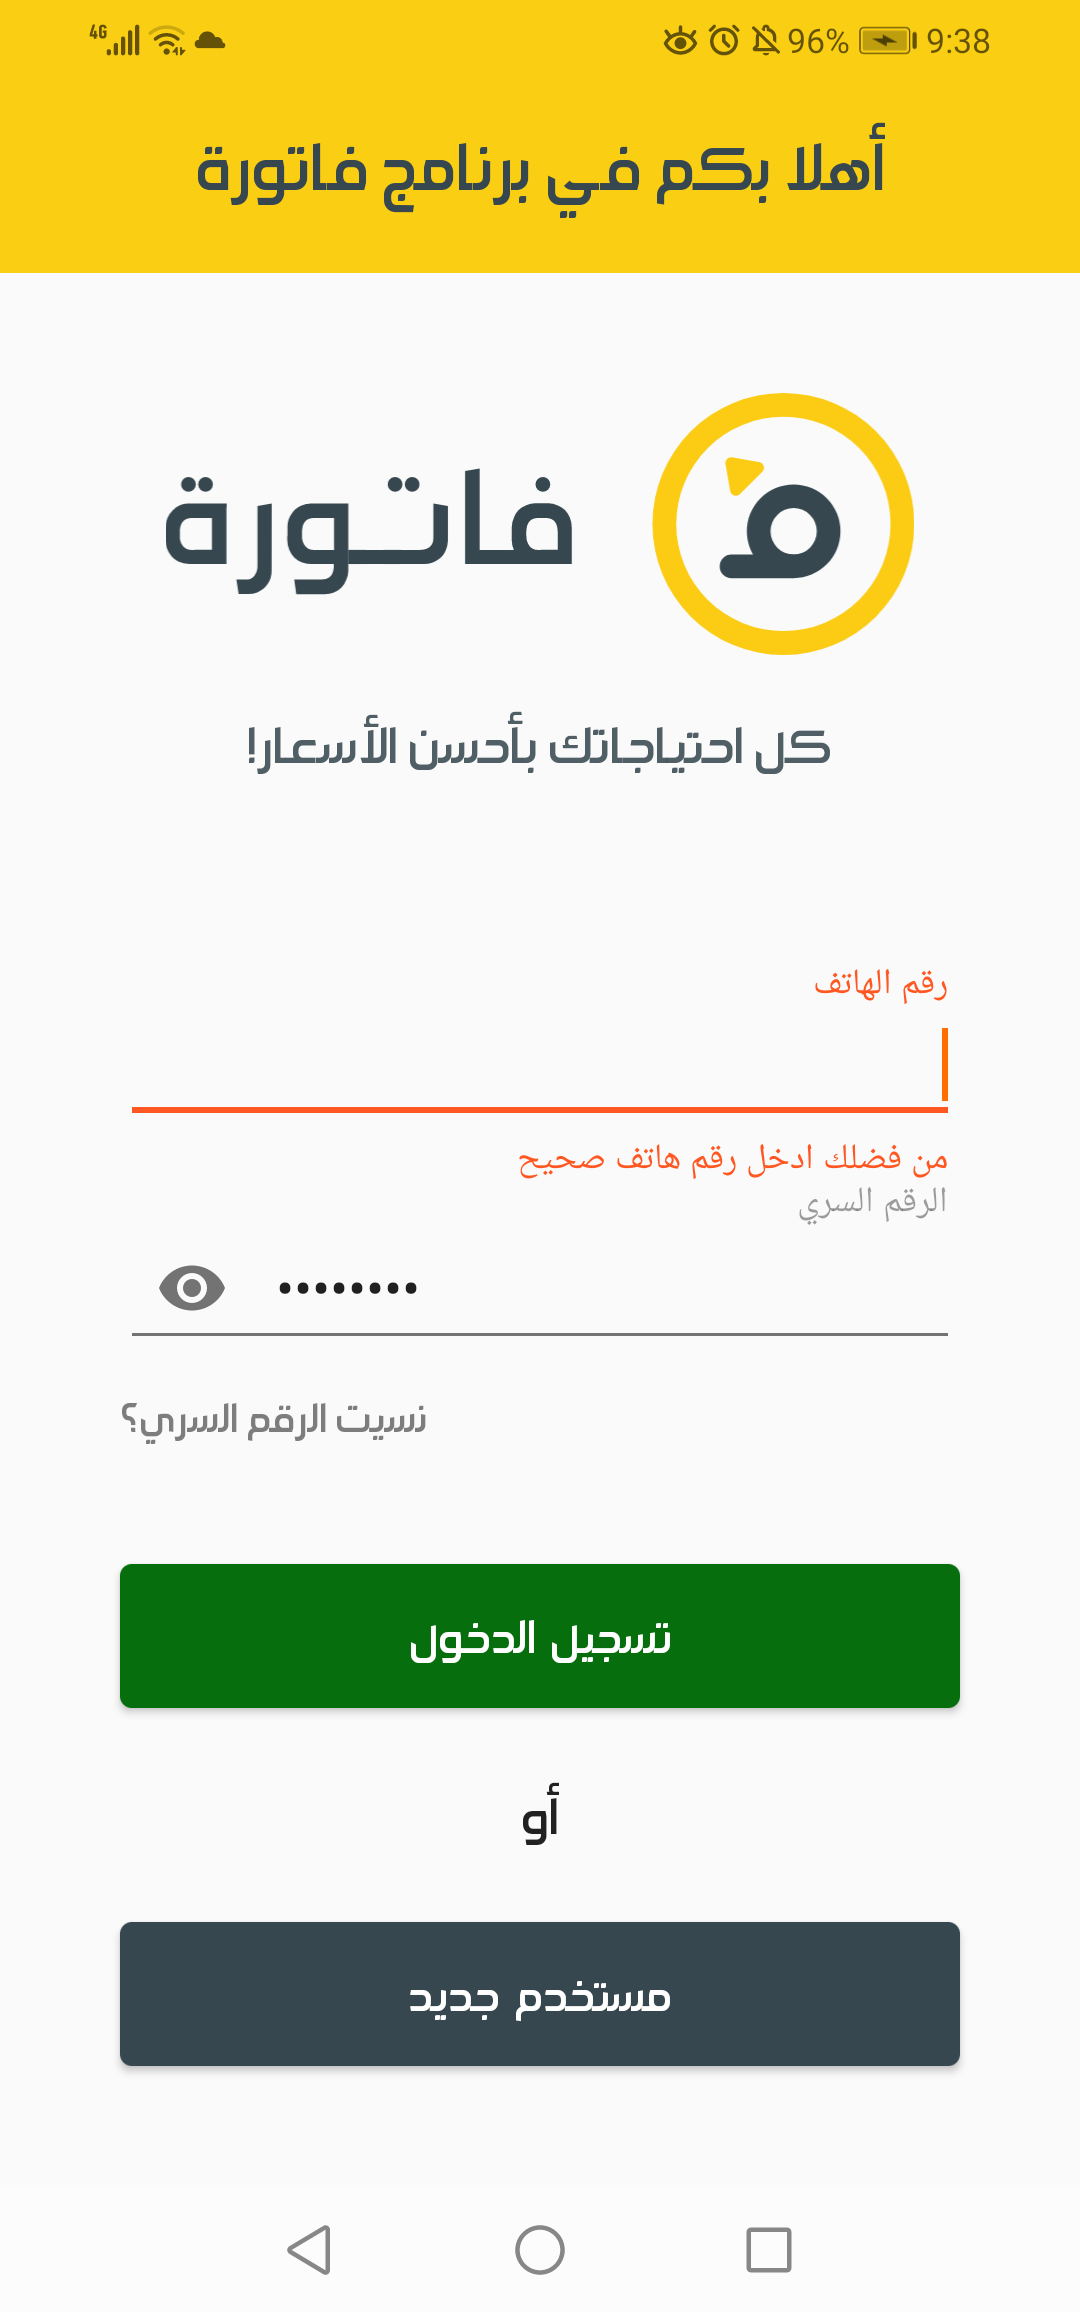 4G 96% 9:38
أهلا بكم في برنامج فاتورة
فاتورة
كل احتياجاتك بأحسن الأسعار!
رقم الهاتف
من فضلك ادخل رقم هاتف صحيح
الرقم السري
••••••••
نسيت الرقم السري؟
تسجيل الدخول
أو
مستخدم جديد